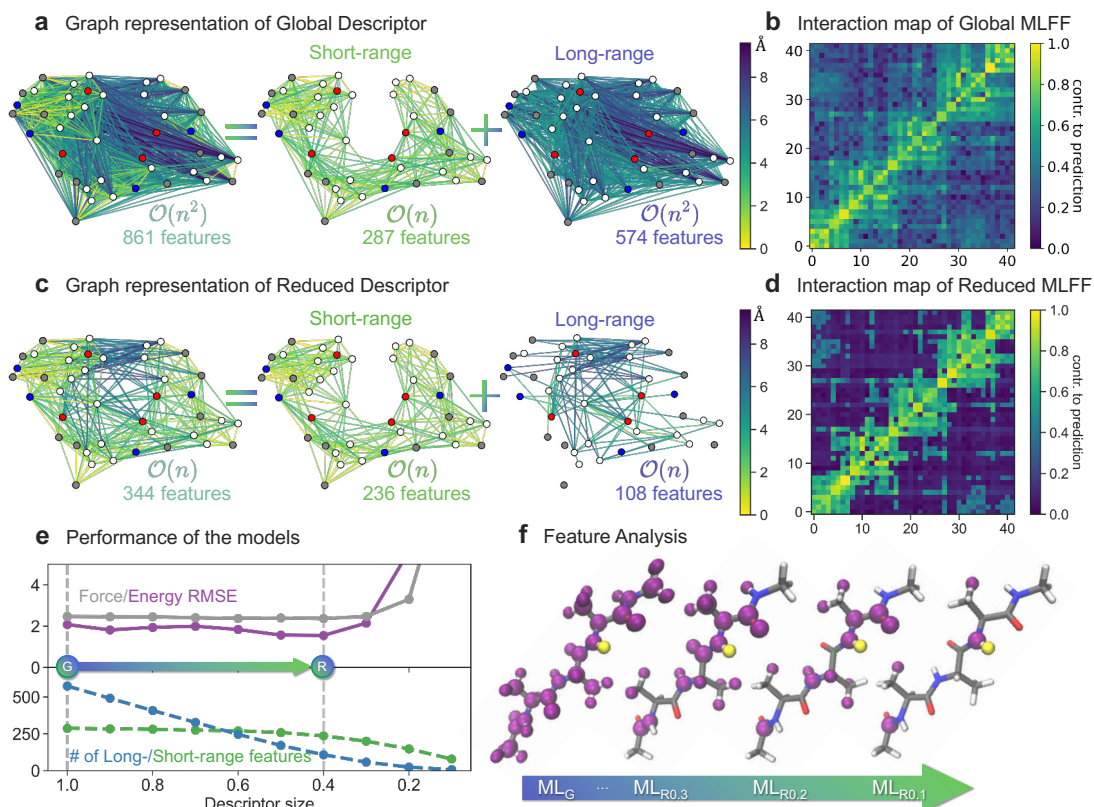 a Graph representation of Global Descriptor
Short-range
Long-range
=
+
𝒪(n²)
861 features
𝒪(n)
287 features
𝒪(n²)
574 features
Å
8
6
4
2
0
b Interaction map of Global MLFF
40
30
20
10
0
0 10 20 30 40
1.0
0.8
0.6
0.4
0.2
0.0
contr. to prediction
c Graph representation of Reduced Descriptor
Short-range
Long-range
=
+
𝒪(n)
344 features
𝒪(n)
236 features
𝒪(n)
108 features
Å
8
6
4
2
0
d Interaction map of Reduced MLFF
40
30
20
10
0
0 10 20 30 40
1.0
0.8
0.6
0.4
0.2
0.0
contr. to prediction
e Performance of the models
4
2
0
Force/Energy RMSE
G
R
500
250
0
# of Long-/Short-range features
1.0 0.8 0.6 0.4 0.2
Descriptor size
f Feature Analysis
ML_G ... ML_R0.3 ML_R0.2 ML_R0.1